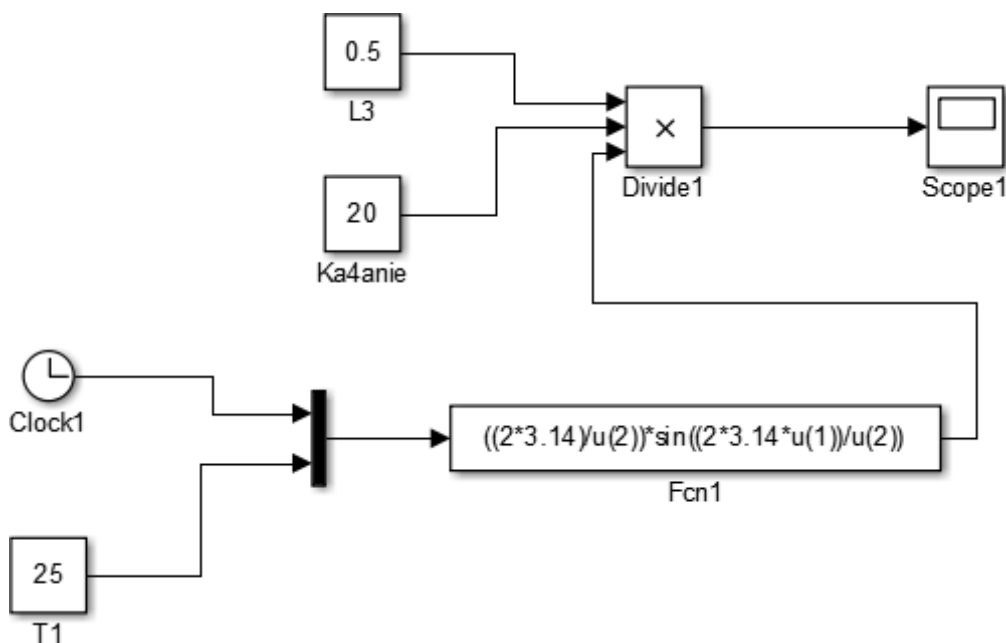 0.5
L3
×
Divide1
Scope1
20
Ka4anie
Clock1
((2*3.14)/u(2))*sin((2*3.14*u(1))/u(2))
Fcn1
25
T1